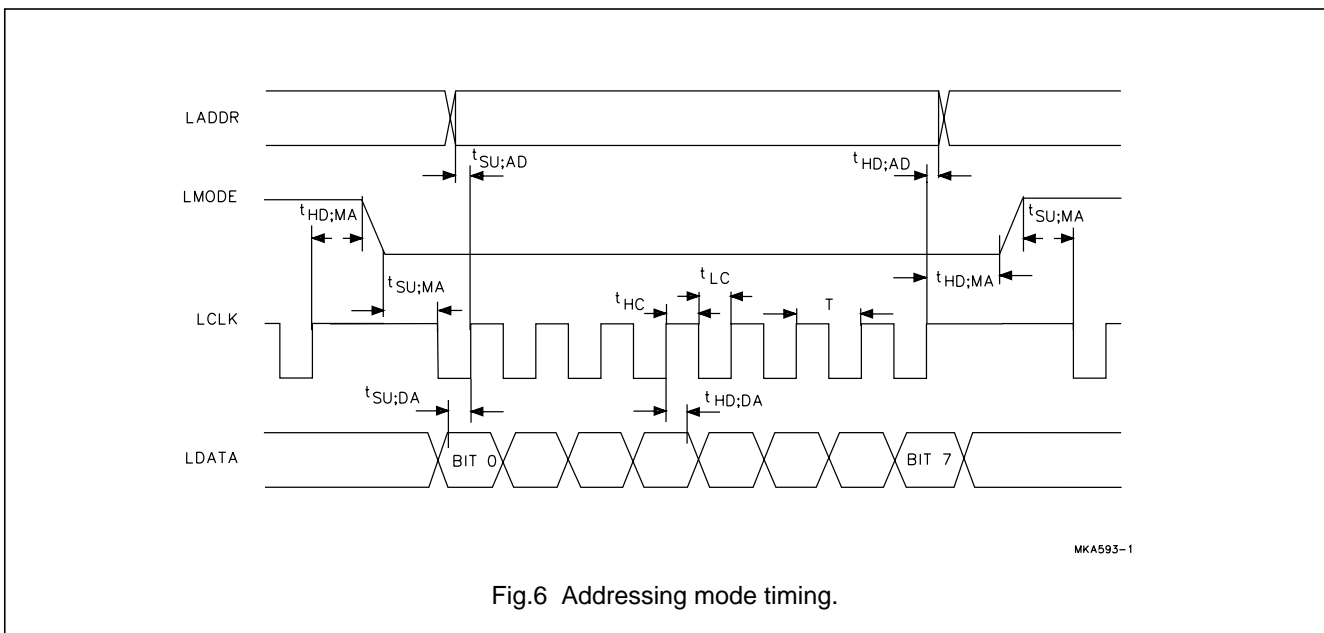 LADDR
tSU;AD
tHD;AD
LMODE
tHD;MA
tSU;MA
tSU;MA
tLC
tHD;MA
tHC
T
LCLK
tSU;DA
tHD;DA
LDATA
BIT 0
BIT 7
MKA593-1
Fig.6 Addressing mode timing.